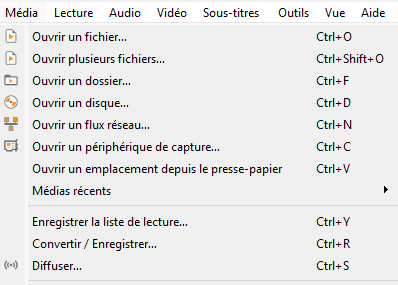 Média Lecture Audio Vidéo Sous-titres Outils Vue Aide
Ouvrir un fichier... Ctrl+O
Ouvrir plusieurs fichiers... Ctrl+Shift+O
Ouvrir un dossier... Ctrl+F
Ouvrir un disque... Ctrl+D
Ouvrir un flux réseau... Ctrl+N
Ouvrir un périphérique de capture... Ctrl+C
Ouvrir un emplacement depuis le presse-papier Ctrl+V
Médias récents
Enregistrer la liste de lecture... Ctrl+Y
Convertir / Enregistrer... Ctrl+R
Diffuser... Ctrl+S